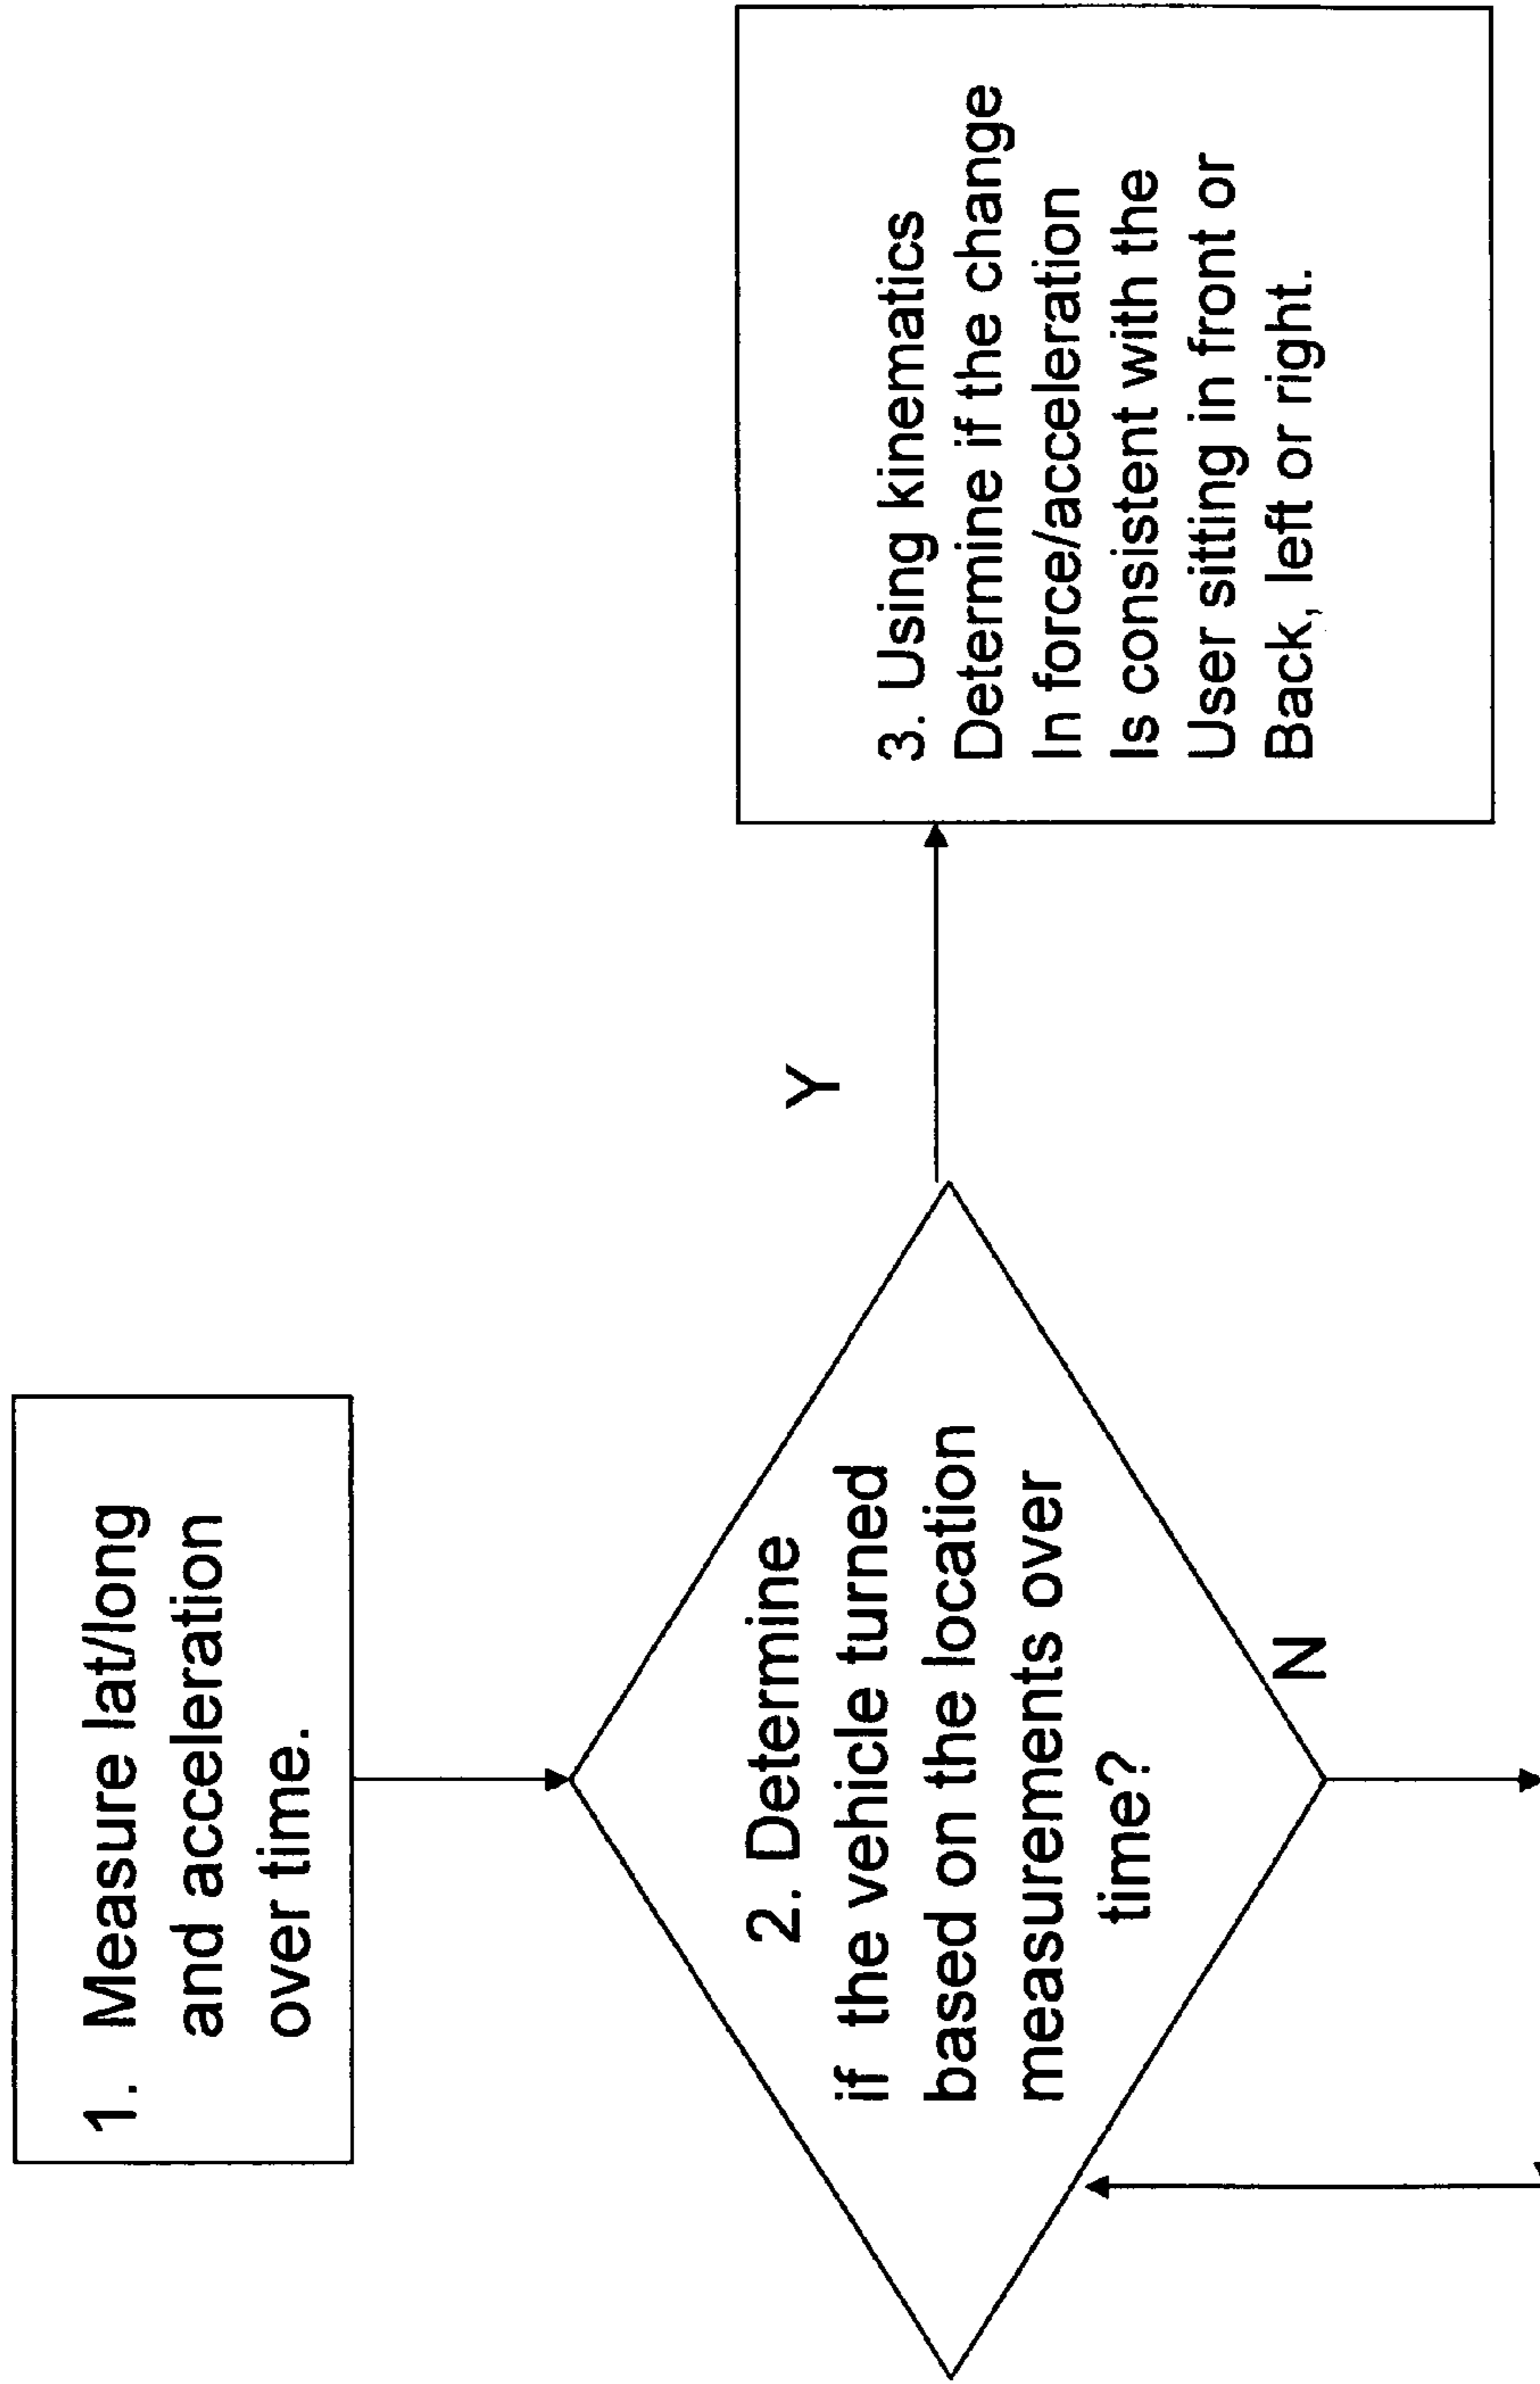 1. Measure lat/long
and acceleration
over time.
2. Determine
if the vehicle turned
based on the location
measurements over
time?
Y
N
3. Using kinematics
Determine if the change
In force/acceleration
Is consistent with the
User sitting in front or
Back, left or right.